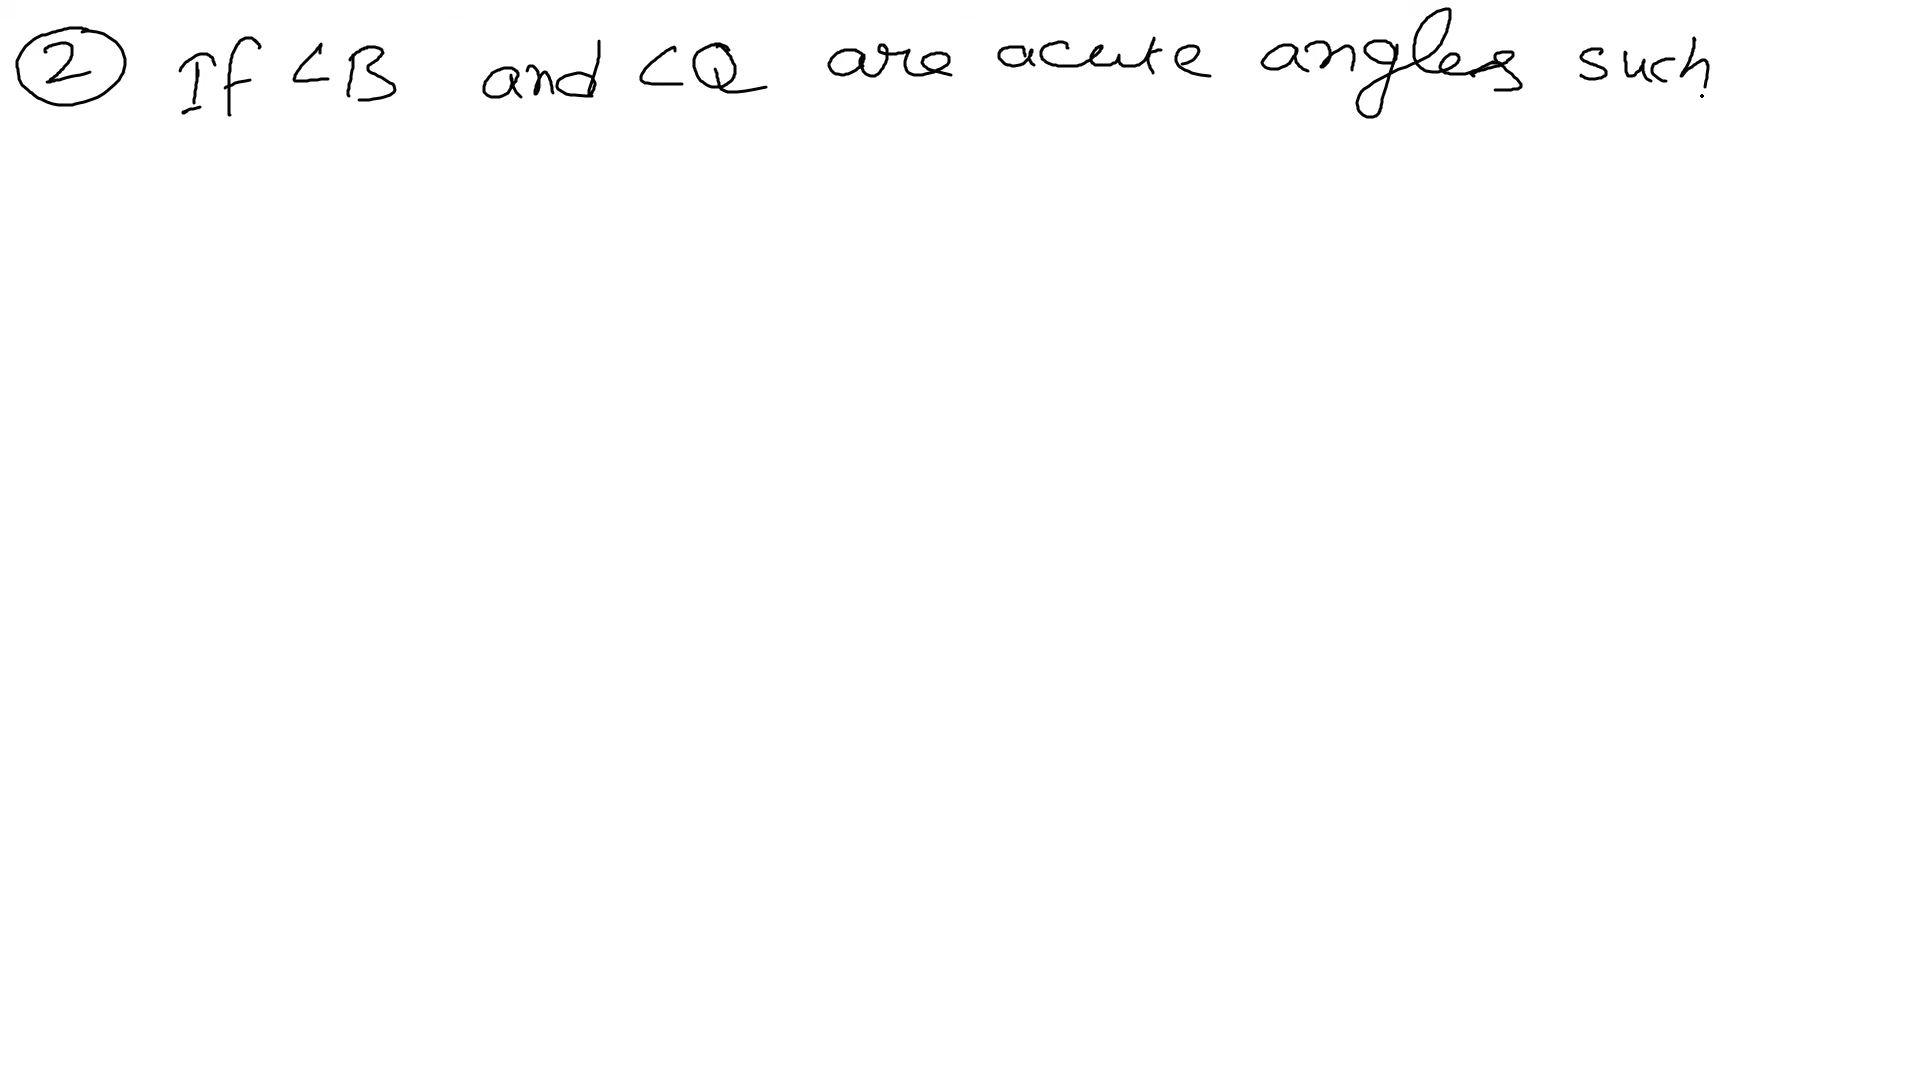 ② If ∠B and ∠Q are acute angles such